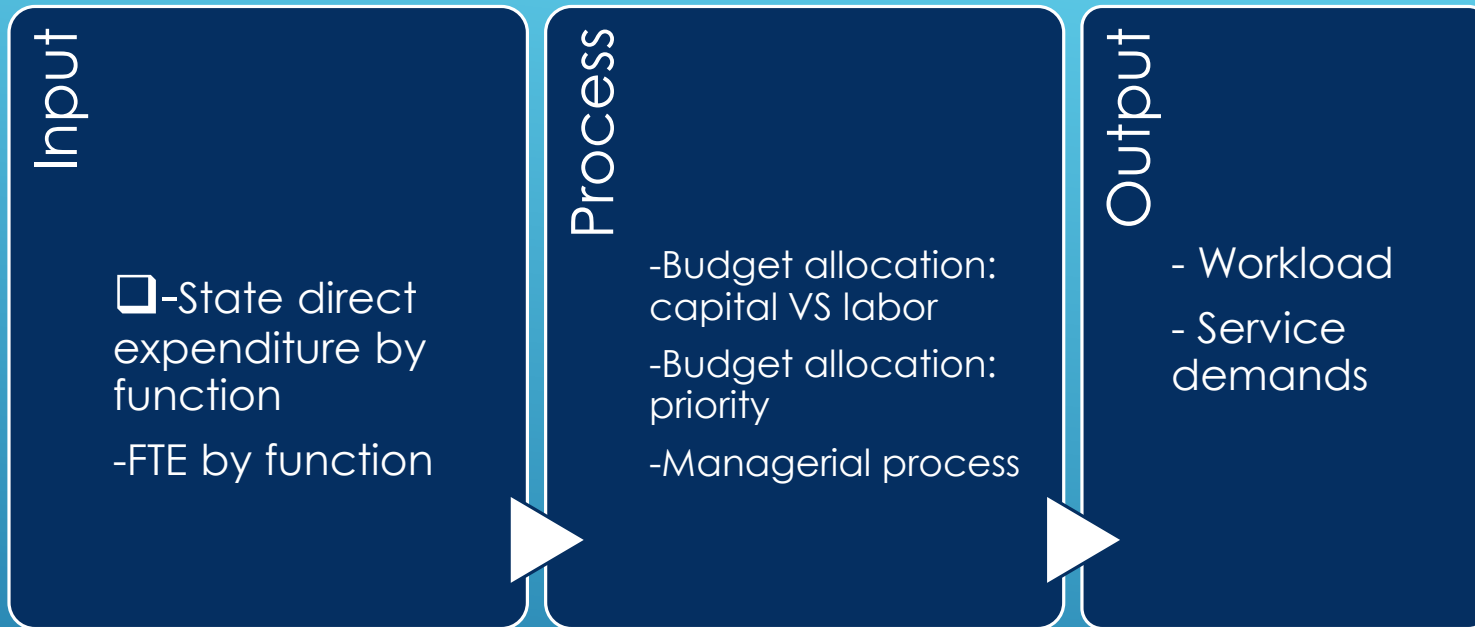 Input
❑-State direct
expenditure by
function
-FTE by function
Process
-Budget allocation:
capital VS labor
-Budget allocation:
priority
-Managerial process
Output
- Workload
- Service
demands